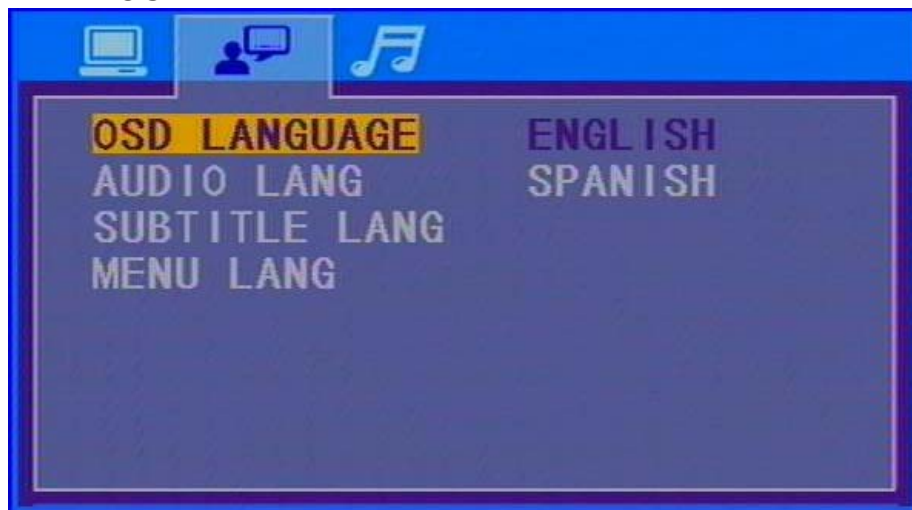 OSD LANGUAGE ENGLISH
AUDIO LANG SPANISH
SUBTITLE LANG
MENU LANG